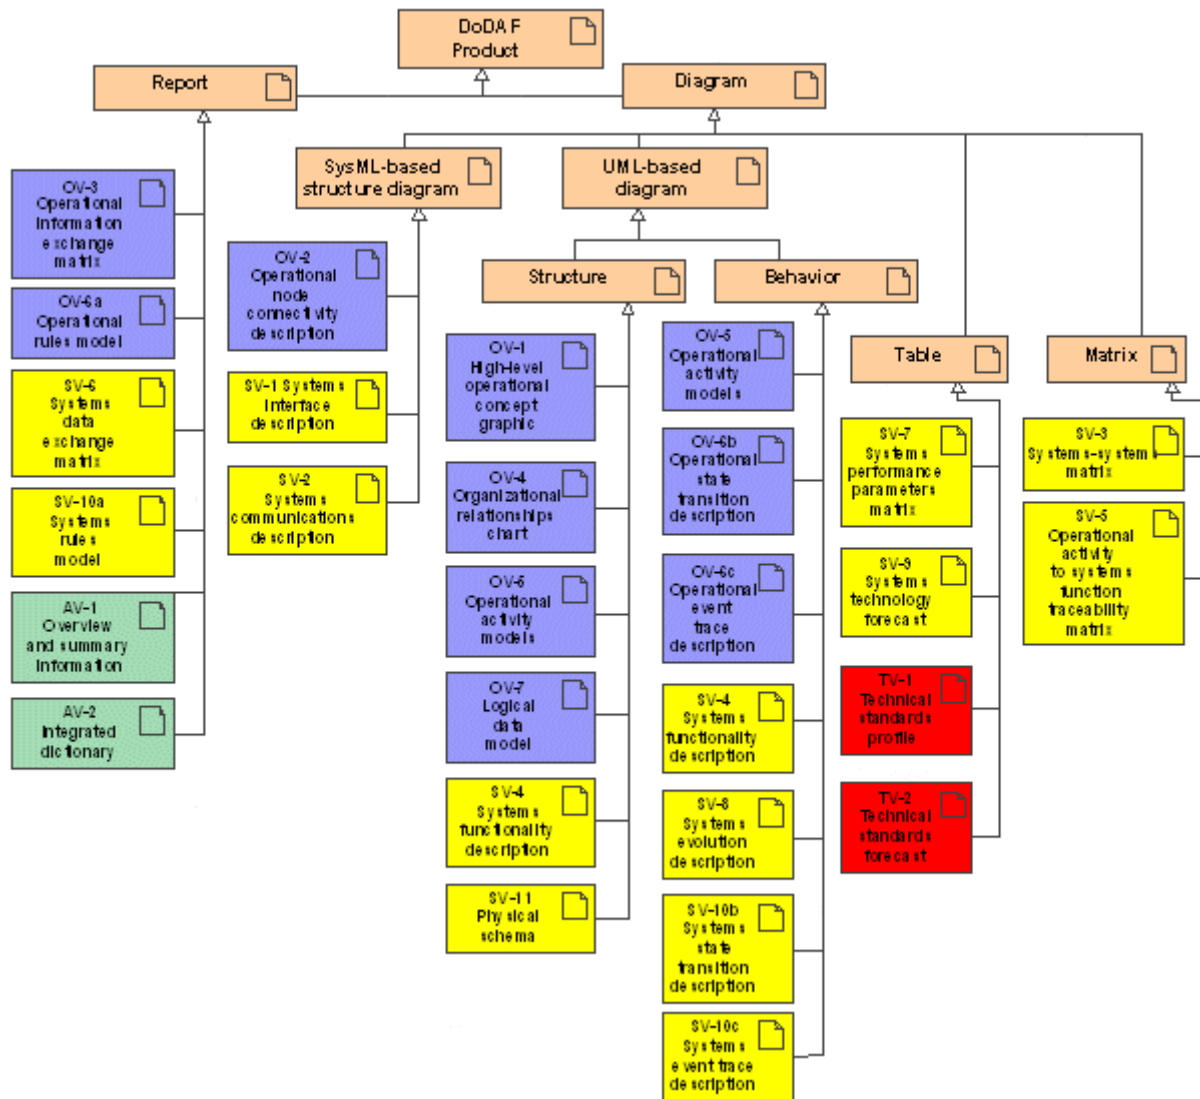 DoDAF
Product
Report
Diagram
SysML-based
structure diagram
UML-based
diagram
Structure
Behavior
Table
Matrix
OV-3
Operational
information
exchange
matrix
OV-6a
Operational
rules model
SV-6
Systems
data
exchange
matrix
SV-10a
Systems
rules
model
AV-1
Overview
and summary
information
AV-2
Integrated
dictionary
OV-2
Operational
node
connectivity
description
SV-1 Systems
interface
description
SV-2
Systems
communications
description
OV-1
High-level
operational
concept
graphic
OV-4
Organizational
relationships
chart
OV-5
Operational
activity
models
OV-7
Logical
data
model
SV-4
Systems
functionality
description
SV-11
Physical
schema
OV-5
Operational
activity
models
OV-6b
Operational
state
transition
description
OV-6c
Operational
event
trace
description
SV-4
Systems
functionality
description
SV-8
Systems
evolution
description
SV-10b
Systems
state
transition
description
SV-10c
Systems
event trace
description
SV-7
Systems
performance
parameters
matrix
SV-9
Systems
technology
forecast
TV-1
Technical
standards
profile
TV-2
Technical
standards
forecast
SV-3
Systems-systems
matrix
SV-5
Operational
activity
to systems
function
traceability
matrix